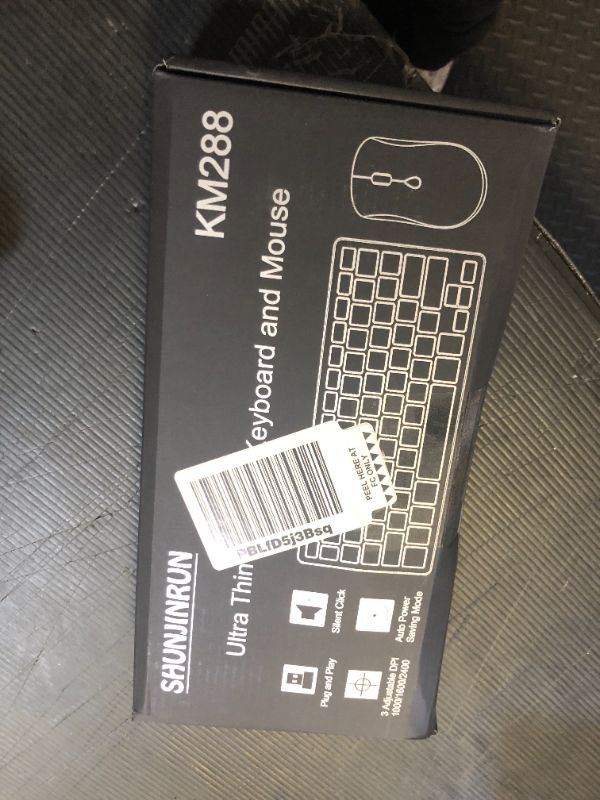 SHUNJINRUN
KM288
Ultra Thin Keyboard and Mouse
PBLfD5j3Bsq
PEEL HERE AT
FC ONLY
Plug and Play
Silent Click
3 Adjustable DPI
1000/1600/2400
Auto Power
Saving Mode